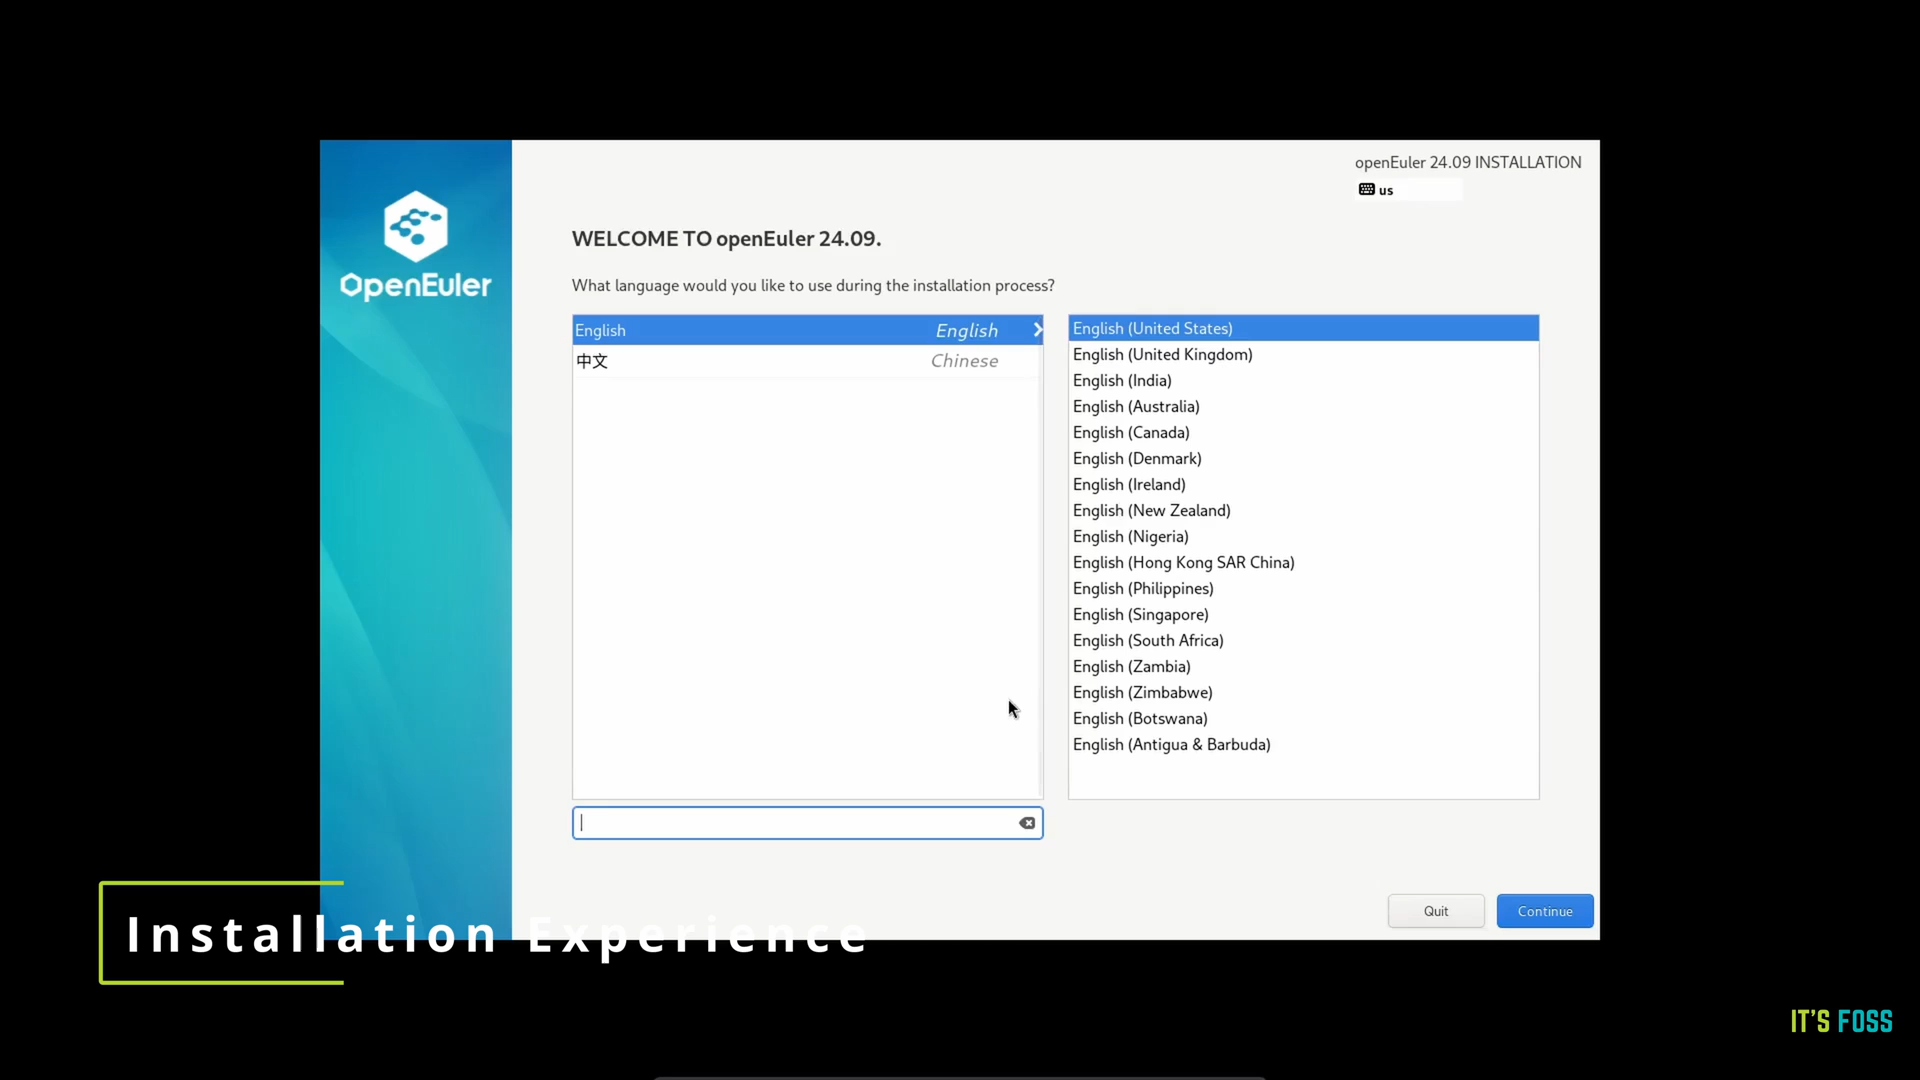 openEuler 24.09 INSTALLATION
us
OpenEuler
WELCOME TO openEuler 24.09.
What language would you like to use during the installation process?
English English
中文 Chinese
English (United States)
English (United Kingdom)
English (India)
English (Australia)
English (Canada)
English (Denmark)
English (Ireland)
English (New Zealand)
English (Nigeria)
English (Hong Kong SAR China)
English (Philippines)
English (Singapore)
English (South Africa)
English (Zambia)
English (Zimbabwe)
English (Botswana)
English (Antigua & Barbuda)
Quit Continue
Installation Experience
IT'S FOSS